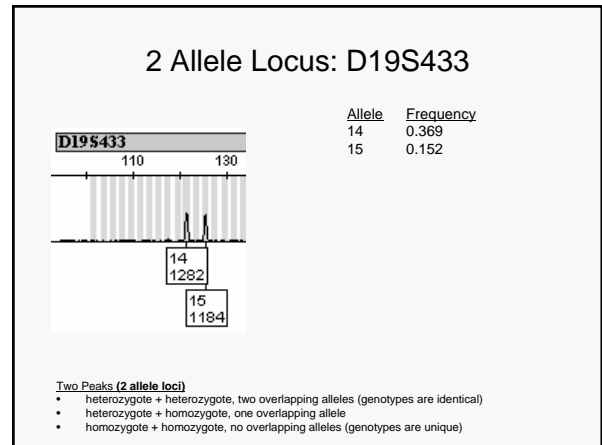 2 Allele Locus: D19S433
Allele Frequency
14 0.369
15 0.152
D19S433
110 130
14
1282
15
1184
Two Peaks (2 allele loci)
• heterozygote + heterozygote, two overlapping alleles (genotypes are identical)
• heterozygote + homozygote, one overlapping allele
• homozygote + homozygote, no overlapping alleles (genotypes are unique)